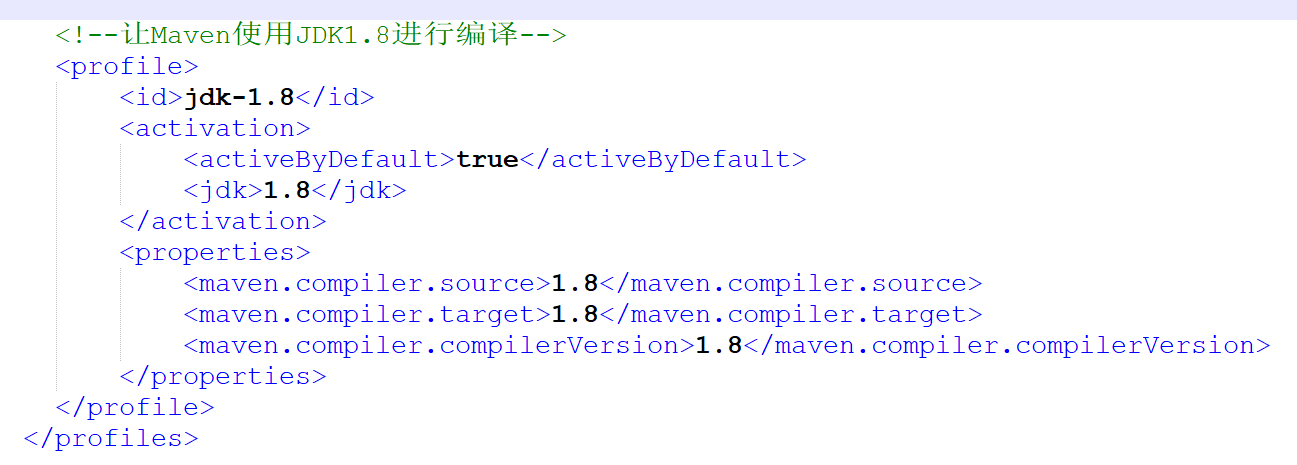 <!--让Maven使用JDK1.8进行编译-->
<profile>
<id>jdk-1.8</id>
<activation>
<activeByDefault>true</activeByDefault>
<jdk>1.8</jdk>
</activation>
<properties>
<maven.compiler.source>1.8</maven.compiler.source>
<maven.compiler.target>1.8</maven.compiler.target>
<maven.compiler.compilerVersion>1.8</maven.compiler.compilerVersion>
</properties>
</profile>
</profiles>